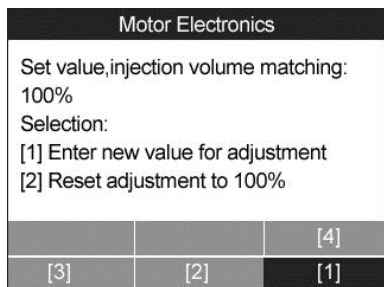 Motor Electronics
Set value,injection volume matching:
100%
Selection:
[1] Enter new value for adjustment
[2] Reset adjustment to 100%
[4]
[3] [2] [1]